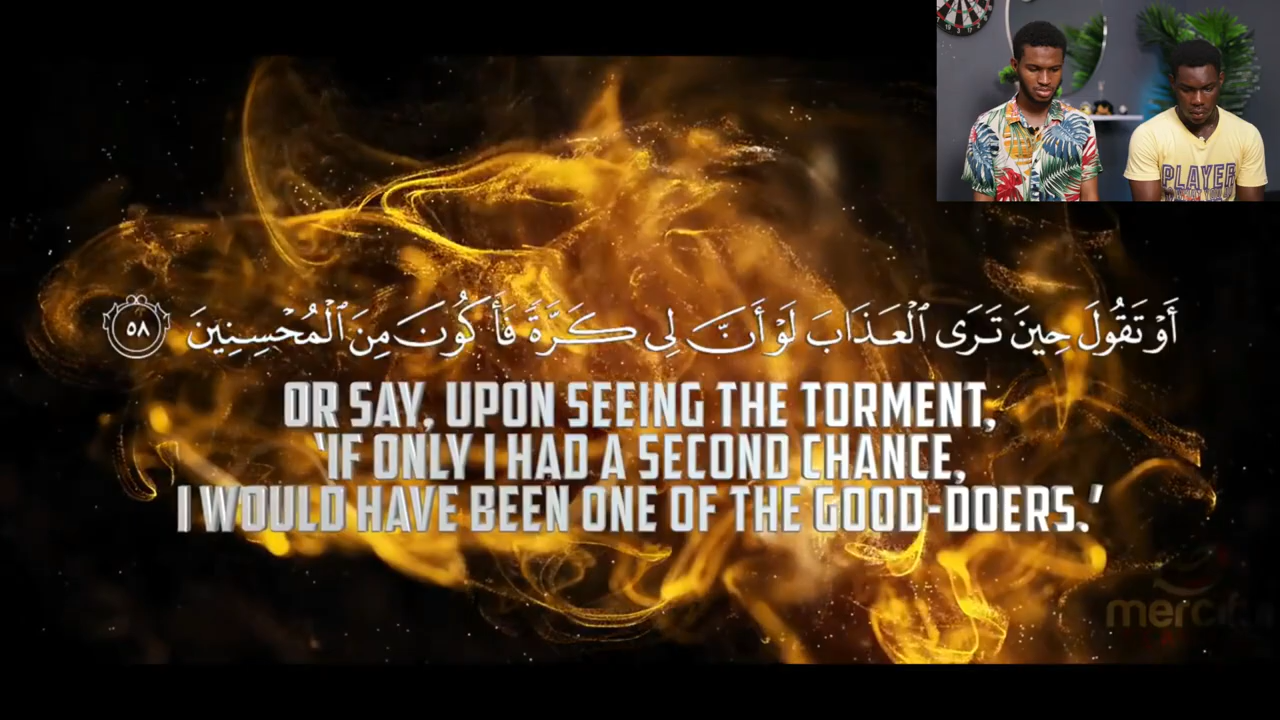 PLAYER
أَوْ تَقُولَ حِينَ تَرَى ٱلْعَذَابَ لَوْ أَنَّ لِى كَرَّةً فَأَكُونَ مِنَ ٱلْمُحْسِنِينَ ٥٨
OR SAY, UPON SEEING THE TORMENT,
'IF ONLY I HAD A SECOND CHANCE,
I WOULD HAVE BEEN ONE OF THE GOOD-DOERS.'